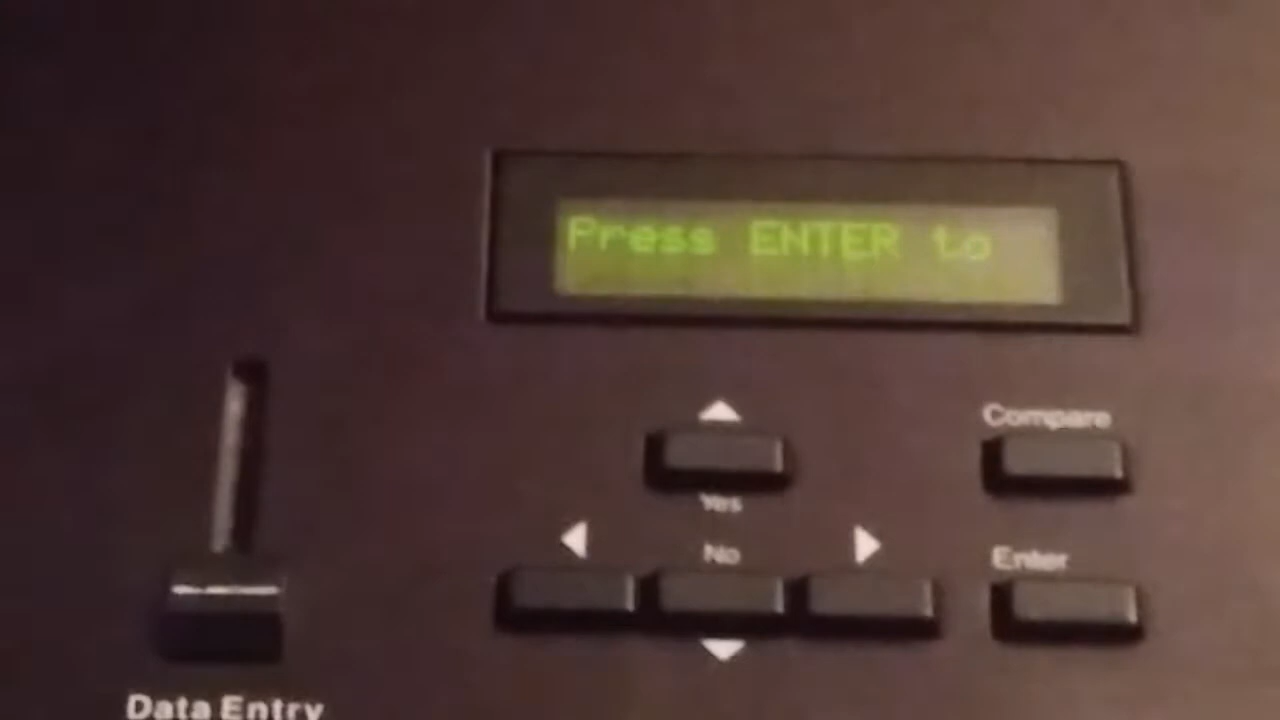 Press ENTER to
Compare
Yes
No
Enter
Data Entry